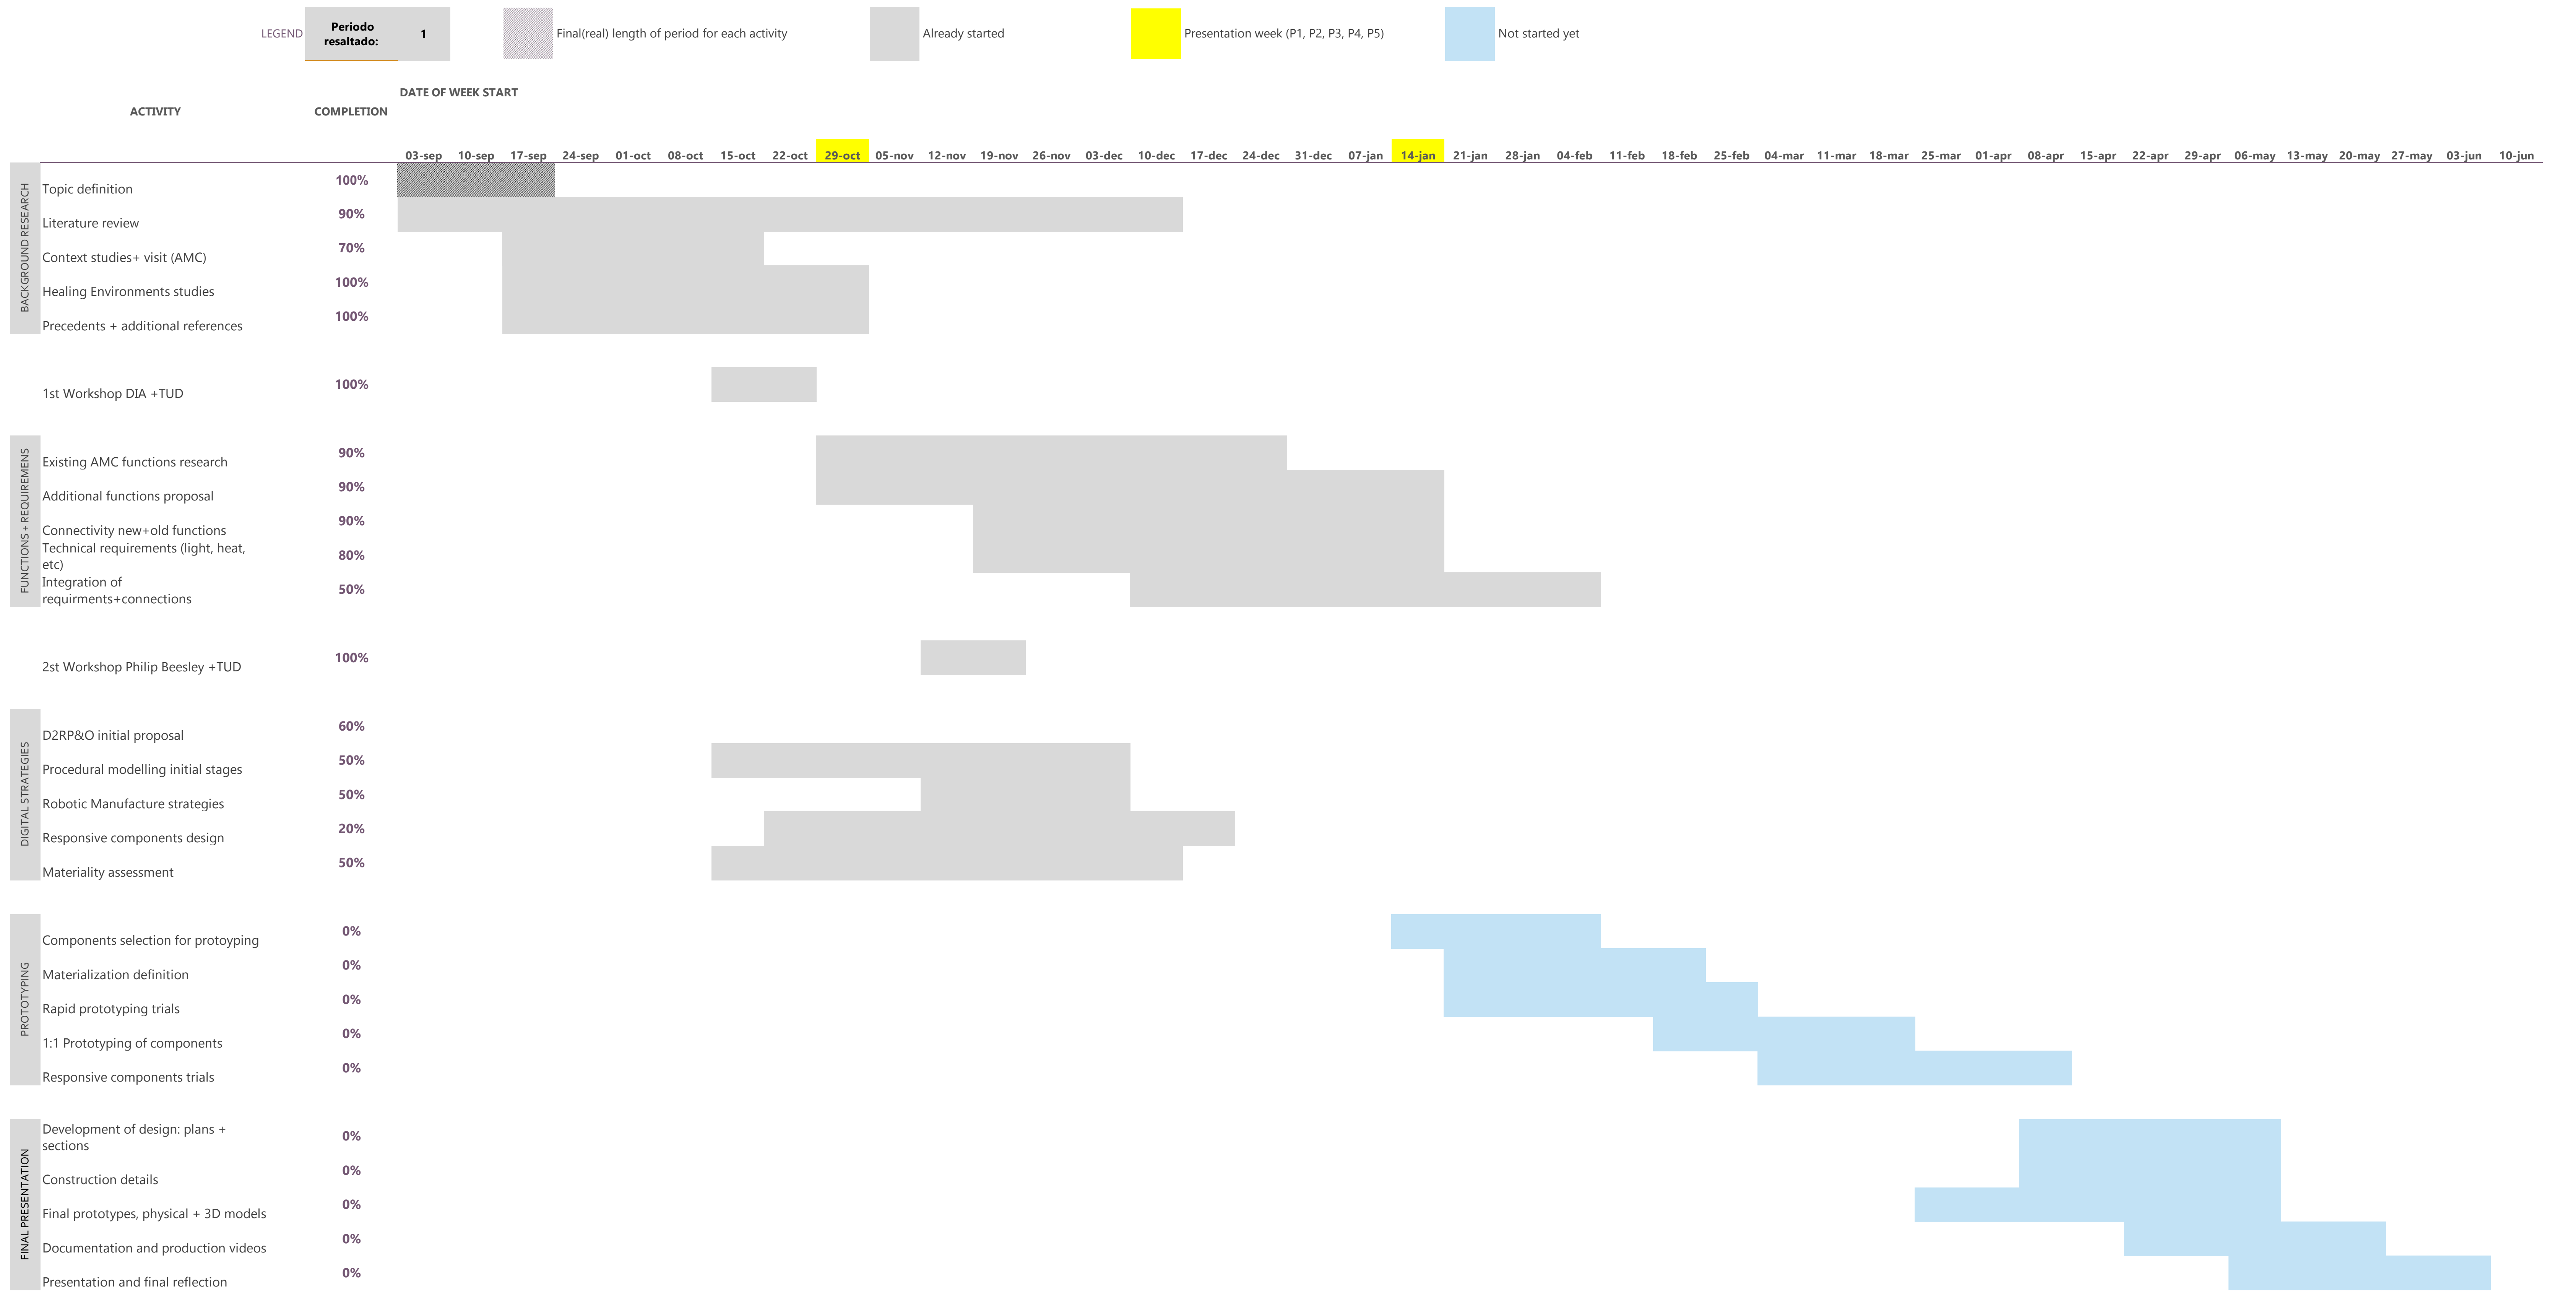 LEGEND
Periodo
resaltado:
1
Final(real) length of period for each activity
Already started
Presentation week (P1, P2, P3, P4, P5)
Not started yet
DATE OF WEEK START
ACTIVITY
COMPLETION
03-sep 10-sep 17-sep 24-sep 01-oct 08-oct 15-oct 22-oct 29-oct 05-nov 12-nov 19-nov 26-nov 03-dec 10-dec 17-dec 24-dec 31-dec 07-jan 14-jan 21-jan 28-jan 04-feb 11-feb 18-feb 25-feb 04-mar 11-mar 18-mar 25-mar 01-apr 08-apr 15-apr 22-apr 29-apr 06-may 13-may 20-may 27-may 03-jun 10-jun
BACKGROUND RESEARCH
Topic definition 100%
Literature review 90%
Context studies+ visit (AMC) 70%
Healing Environments studies 100%
Precedents + additional references 100%
1st Workshop DIA +TUD 100%
FUNCTIONS + REQUIREMENS
Existing AMC functions research 90%
Additional functions proposal 90%
Connectivity new+old functions 90%
Technical requirements (light, heat,
etc) 80%
Integration of
requirments+connections 50%
2st Workshop Philip Beesley +TUD 100%
DIGITAL STRATEGIES
D2RP&O initial proposal 60%
Procedural modelling initial stages 50%
Robotic Manufacture strategies 50%
Responsive components design 20%
Materiality assessment 50%
PROTOTYPING
Components selection for protoyping 0%
Materialization definition 0%
Rapid prototyping trials 0%
1:1 Prototyping of components 0%
Responsive components trials 0%
FINAL PRESENTATION
Development of design: plans +
sections 0%
Construction details 0%
Final prototypes, physical + 3D models 0%
Documentation and production videos 0%
Presentation and final reflection 0%